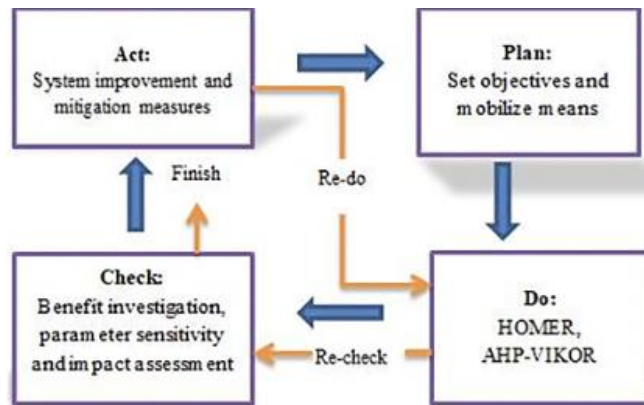 Act:
System improvement and
mitigation measures
Plan:
Set objectives and
mobilize means
Finish
Re-do
Check:
Benefit investigation,
parameter sensitivity
and impact assessment
Do:
HOMER,
AHP-VIKOR
Re-check